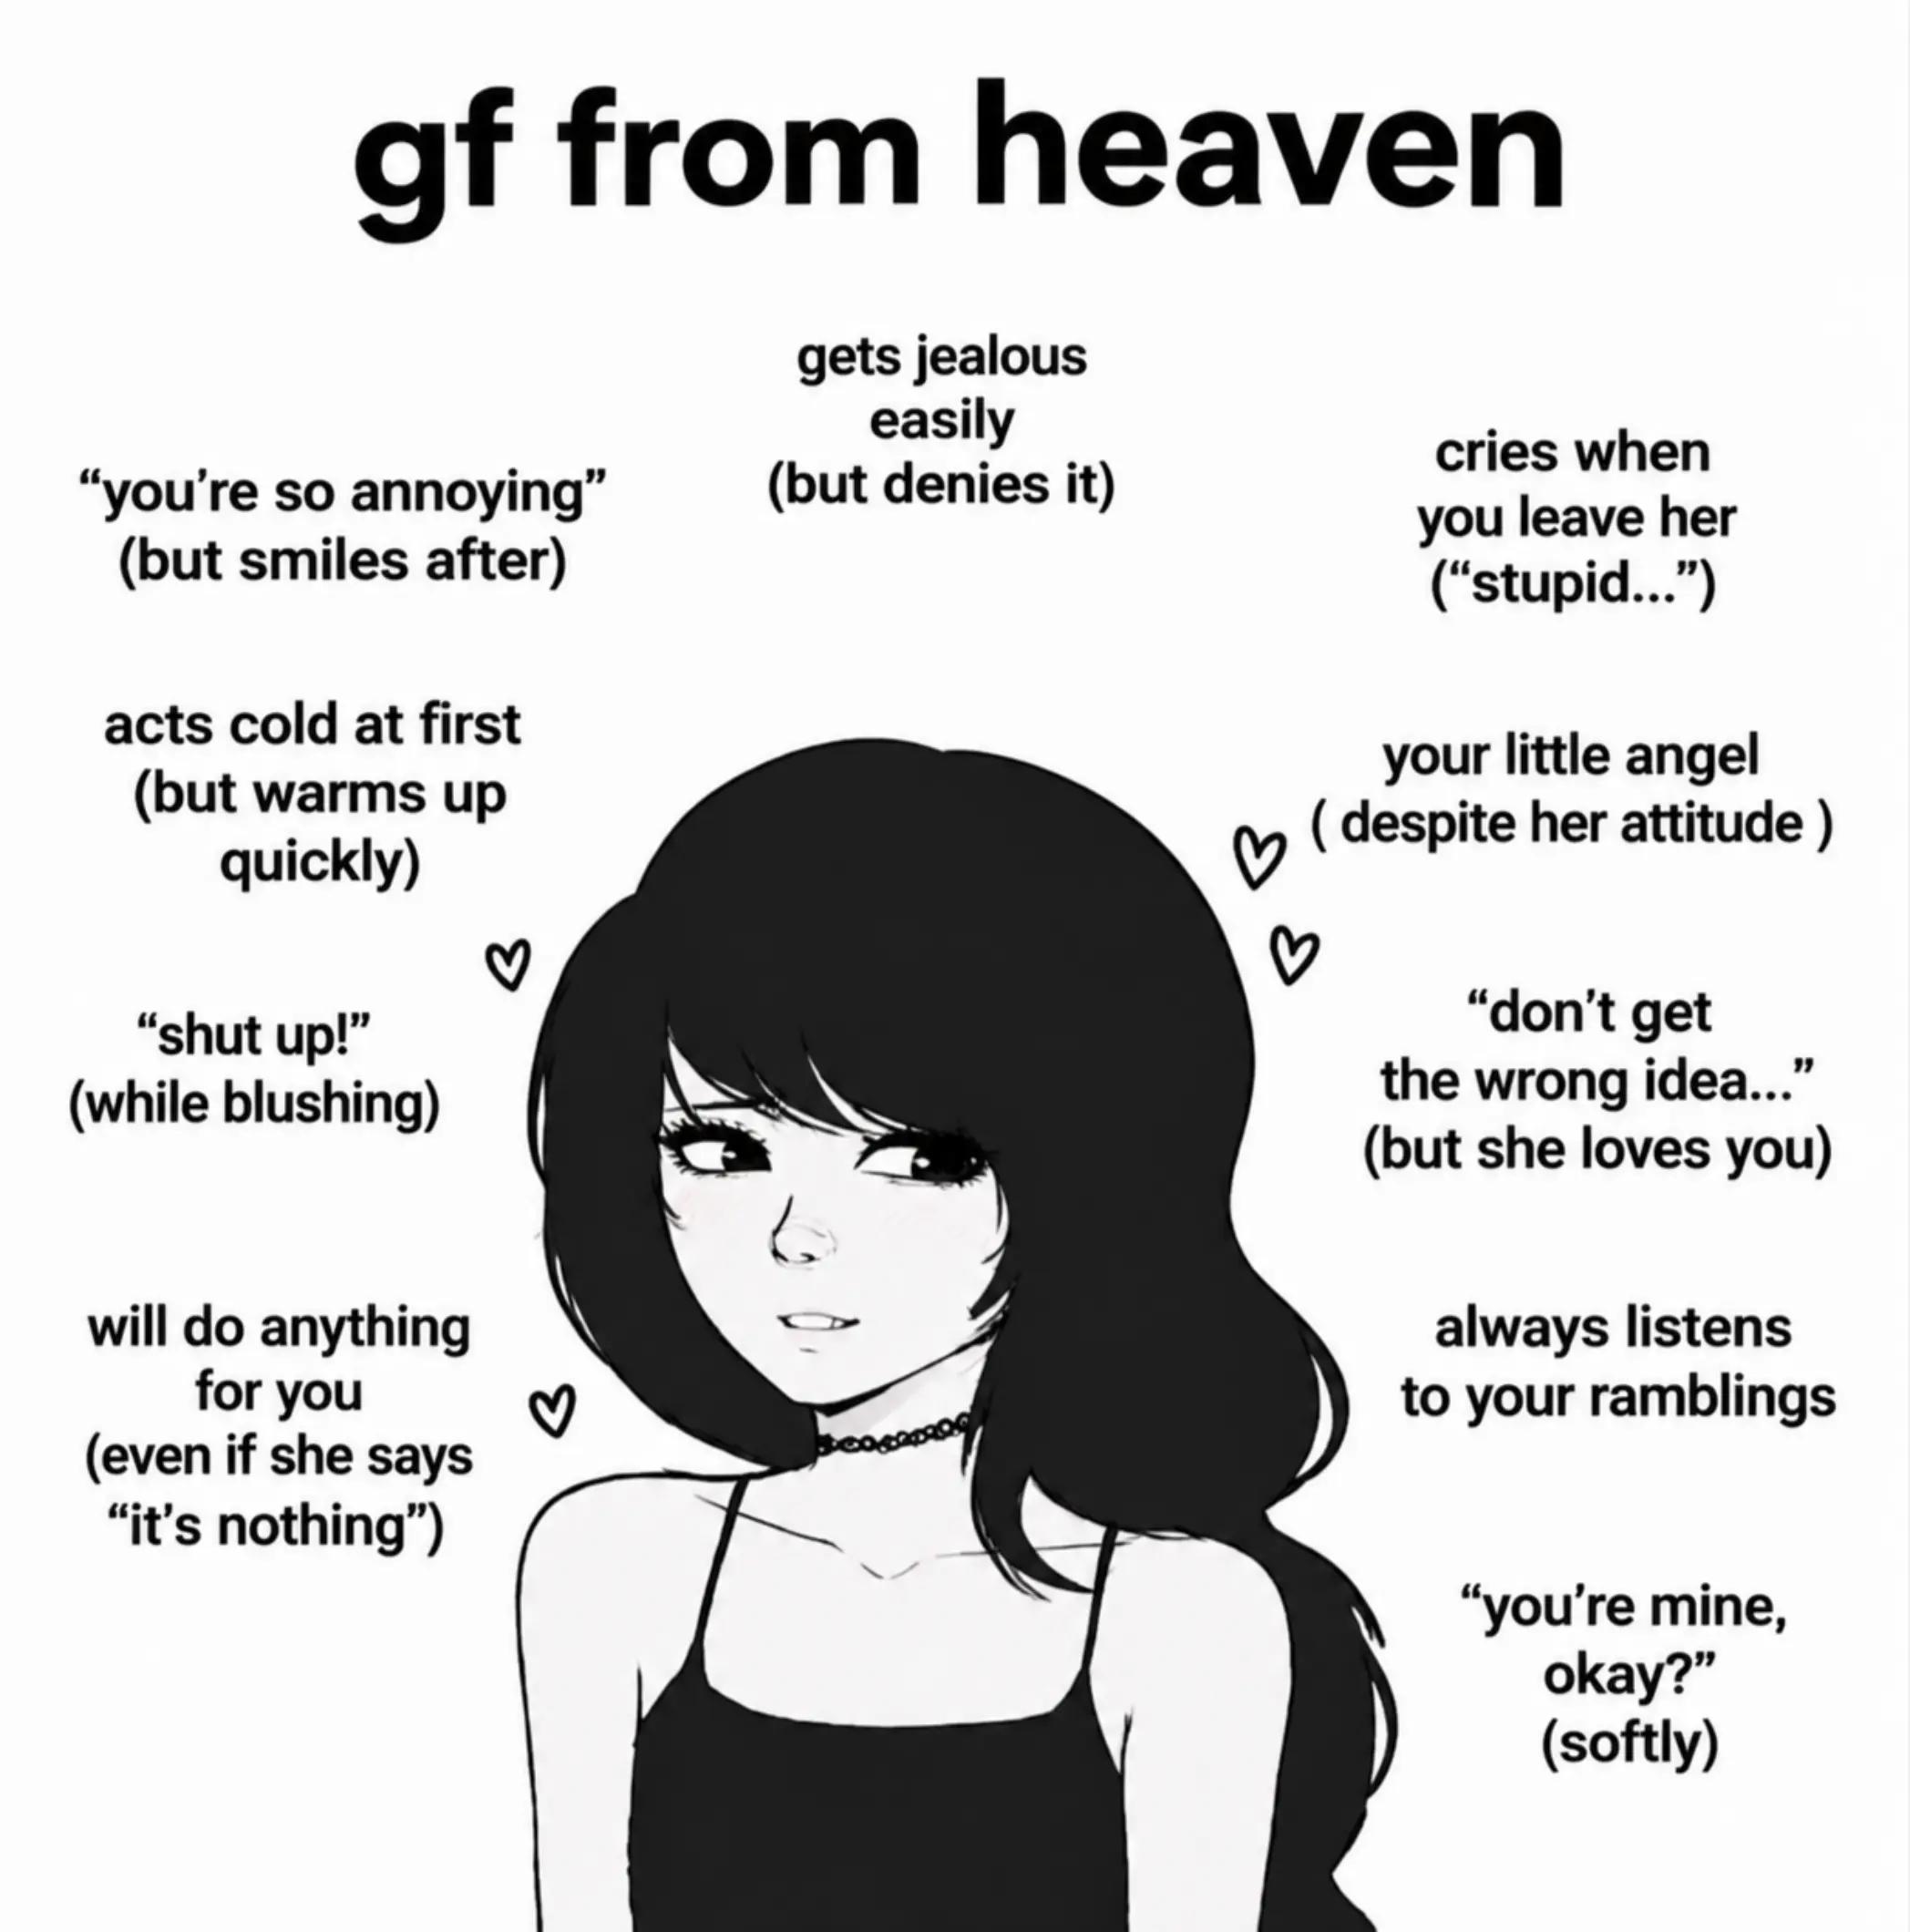 gf from heaven
gets jealous
easily
(but denies it)
“you’re so annoying”
(but smiles after)
cries when
you leave her
(“stupid...”)
acts cold at first
(but warms up
quickly)
your little angel
( despite her attitude )
“shut up!”
(while blushing)
“don’t get
the wrong idea...”
(but she loves you)
will do anything
for you
(even if she says
“it’s nothing”)
always listens
to your ramblings
“you’re mine,
okay?”
(softly)